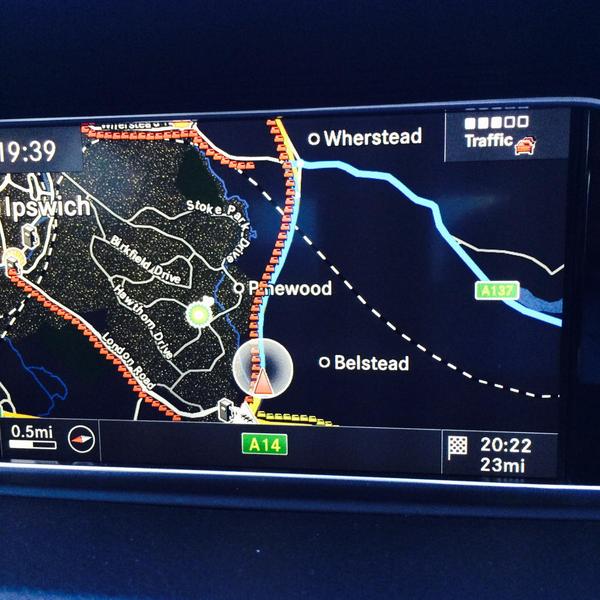 Wherstead
Traffic
19:39
Wherstead
Ipswich
Stoke Park Drive
Birkfield Drive
Pinewood
A137
Hawthorn Drive
London Road
Belstead
0.5mi
A14
20:22
23mi